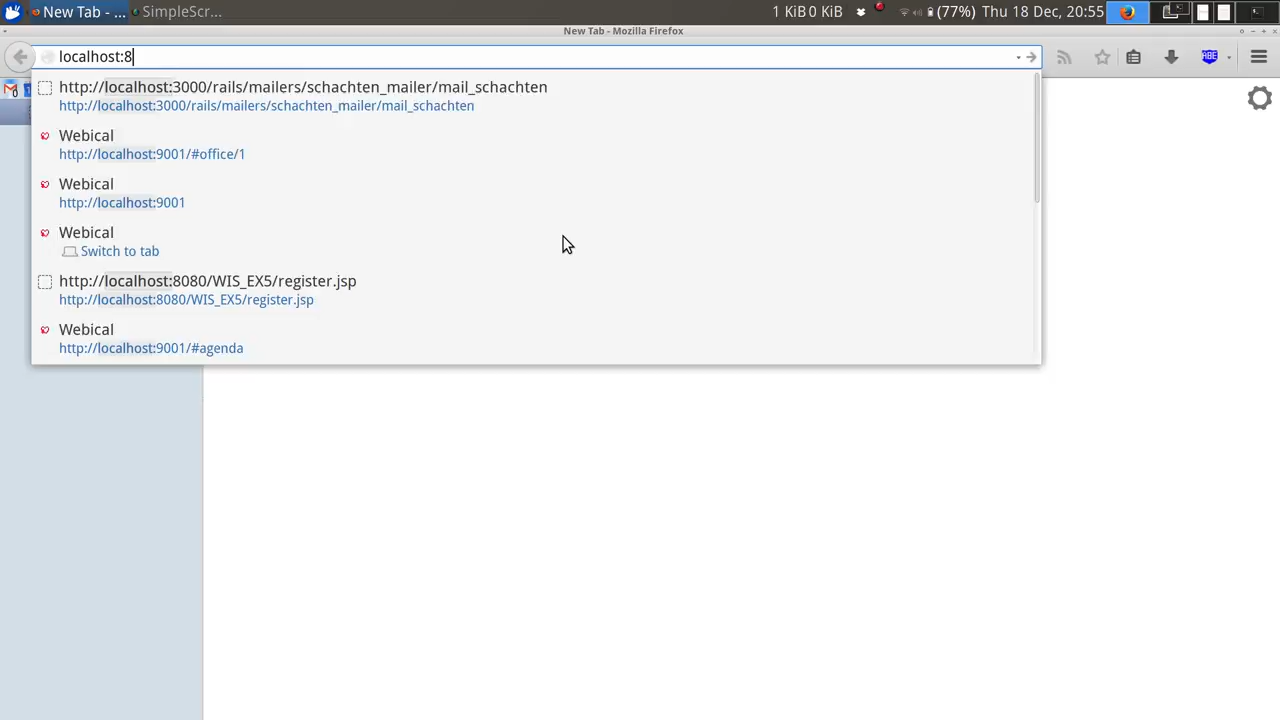 New Tab - ...
SimpleScr...
1 KiB 0 KiB
(77%) Thu 18 Dec, 20:55
New Tab - Mozilla Firefox
localhost:8
ABE
http://localhost:3000/rails/mailers/schachten_mailer/mail_schachten
http://localhost:3000/rails/mailers/schachten_mailer/mail_schachten
Webical
http://localhost:9001/#office/1
Webical
http://localhost:9001
Webical
Switch to tab
http://localhost:8080/WIS_EX5/register.jsp
http://localhost:8080/WIS_EX5/register.jsp
Webical
http://localhost:9001/#agenda